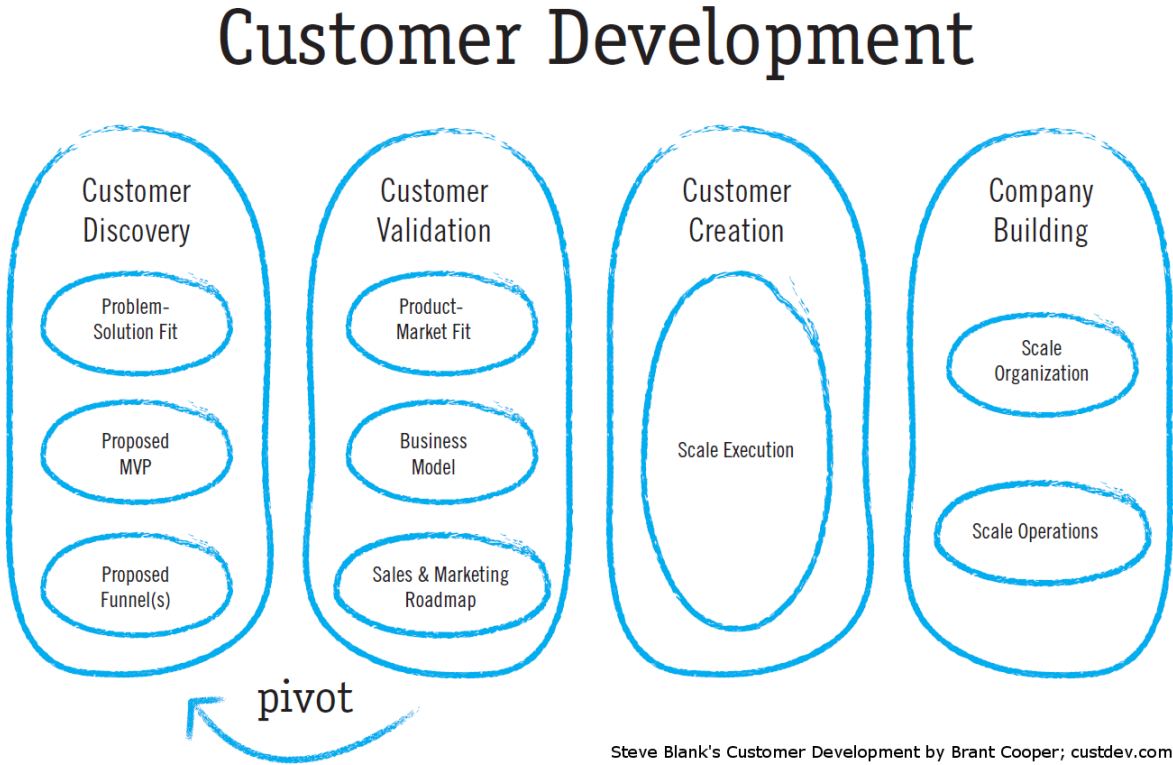 Customer Development
Customer
Discovery
Problem-
Solution Fit
Proposed
MVP
Proposed
Funnel(s)
Customer
Validation
Product-
Market Fit
Business
Model
Sales & Marketing
Roadmap
Customer
Creation
Scale Execution
Company
Building
Scale
Organization
Scale Operations
pivot
Steve Blank's Customer Development by Brant Cooper; custdev.com